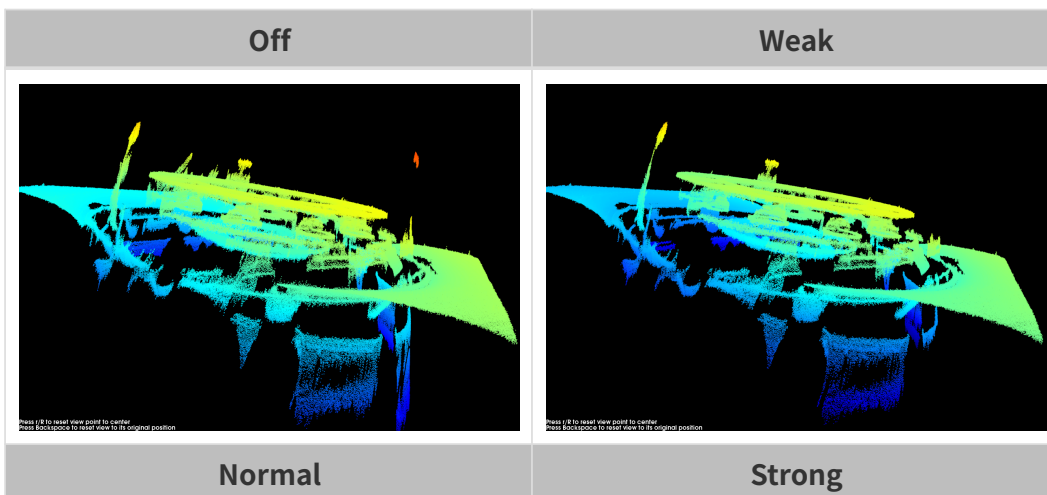 Off
Weak
Press r/R to reset view point to center
Press Backspace to reset view to its original position
Press r/R to reset view point to center
Press Backspace to reset view to its original position
Normal
Strong